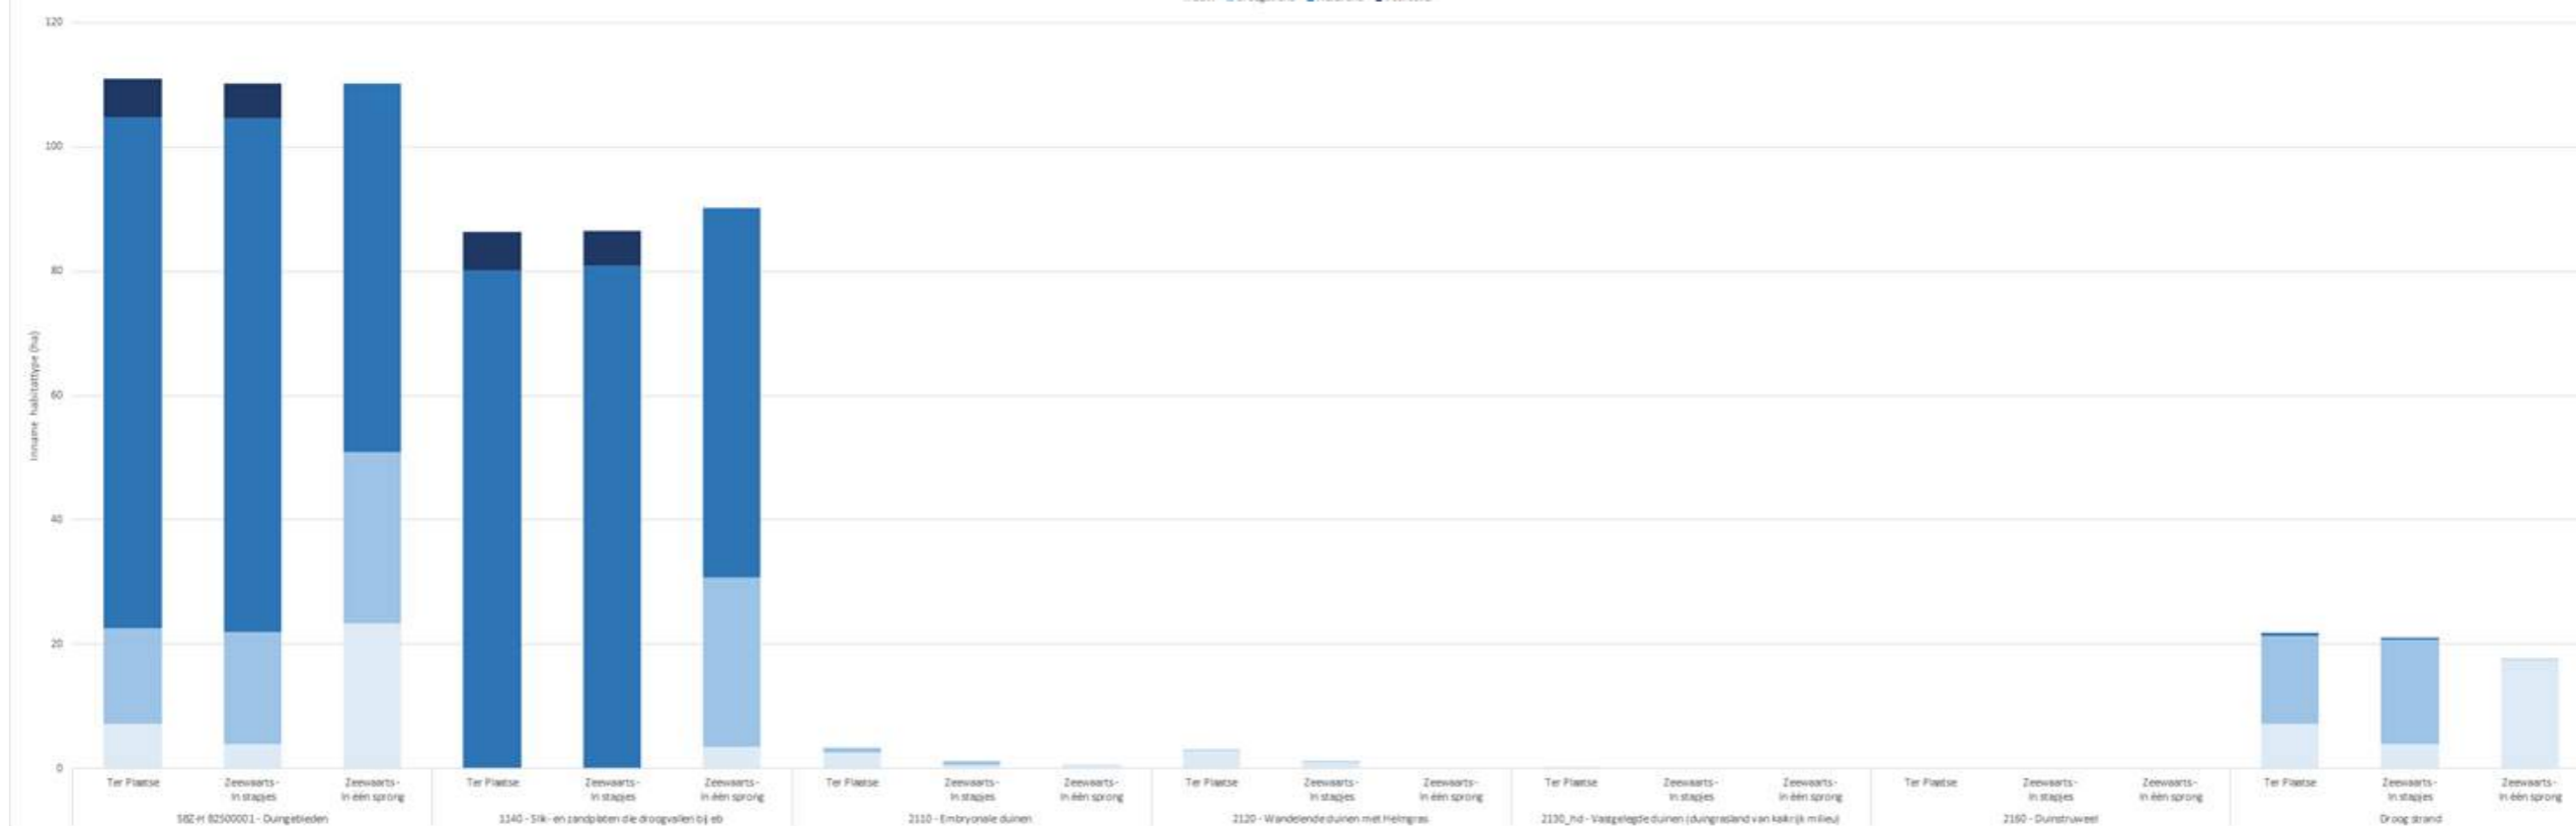 120
100
80
60
40
20
0
Inname habitattype (ha)
Ter Plaatse
Zeewaarts - In stapjes
Zeewaarts - In één sprong
Ter Plaatse
Zeewaarts - In stapjes
Zeewaarts - In één sprong
Ter Plaatse
Zeewaarts - In stapjes
Zeewaarts - In één sprong
Ter Plaatse
Zeewaarts - In stapjes
Zeewaarts - In één sprong
Ter Plaatse
Zeewaarts - In stapjes
Zeewaarts - In één sprong
Ter Plaatse
Zeewaarts - In stapjes
Zeewaarts - In één sprong
Ter Plaatse
Zeewaarts - In stapjes
Zeewaarts - In één sprong
SBZ-H B2500001 - Duingebieden
1140 - Slik- en zandplaten die droogvallen bij eb
2110 - Embryonale duinen
2120 - Wandelende duinen met Helmgras
2130_hd - Vastgelegde duinen (duingrasland van kalkrijk milieu)
2160 - Duinstruweel
Droog strand